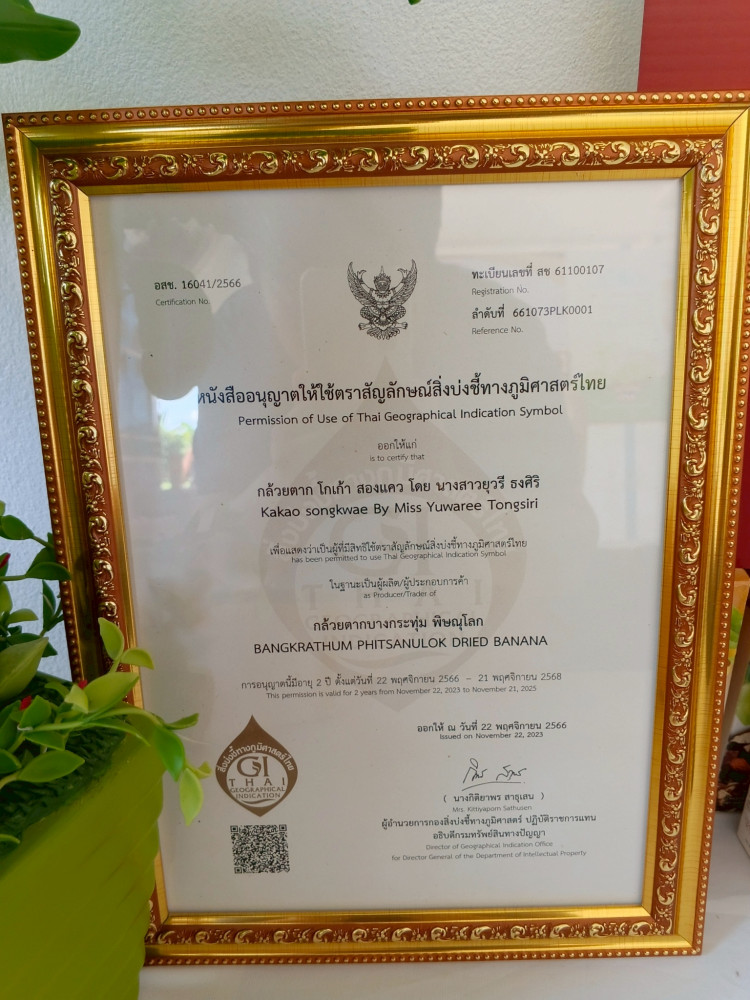 อสข. 16041/2566
Certification No.
ทะเบียนเลขที่ สช 61100107
Registration No.
ลำดับที่ 661073PLK0001
Reference No.
หนังสืออนุญาตให้ใช้ตราสัญลักษณ์สิ่งบ่งชี้ทางภูมิศาสตร์ไทย
Permission of Use of Thai Geographical Indication Symbol
ออกให้แก่
is to certify that
กล้วยตาก โกเก้า สองแคว โดย นางสาวยุวรี ธงศิริ
Kakao songkwae By Miss Yuwaree Tongsiri
เพื่อแสดงว่าเป็นผู้ที่มีสิทธิใช้ตราสัญลักษณ์สิ่งบ่งชี้ทางภูมิศาสตร์ไทย
has been permitted to use Thai Geographical Indication Symbol
ในฐานะเป็นผู้ผลิต/ผู้ประกอบการค้า
as Producer/Trader of
กล้วยตากบางกระทุ่ม พิษณุโลก
BANGKRATHUM PHITSANULOK DRIED BANANA
การอนุญาตนี้มีอายุ 2 ปี ตั้งแต่วันที่ 22 พฤศจิกายน 2566 – 21 พฤศจิกายน 2568
This permission is valid for 2 years from November 22, 2023 to November 21, 2025
ออกให้ ณ วันที่ 22 พฤศจิกายน 2566
Issued on November 22, 2023
สิ่งบ่งชี้ทางภูมิศาสตร์ไทย
GI
THAI
GEOGRAPHICAL
INDICATION
( นางกิติยาพร สาธุเสน )
Mrs. Kittiyaporn Sathusen
ผู้อำนวยการกองสิ่งบ่งชี้ทางภูมิศาสตร์ ปฏิบัติราชการแทน
อธิบดีกรมทรัพย์สินทางปัญญา
Director of Geographical Indication Office
for Director General of the Department of Intellectual Property